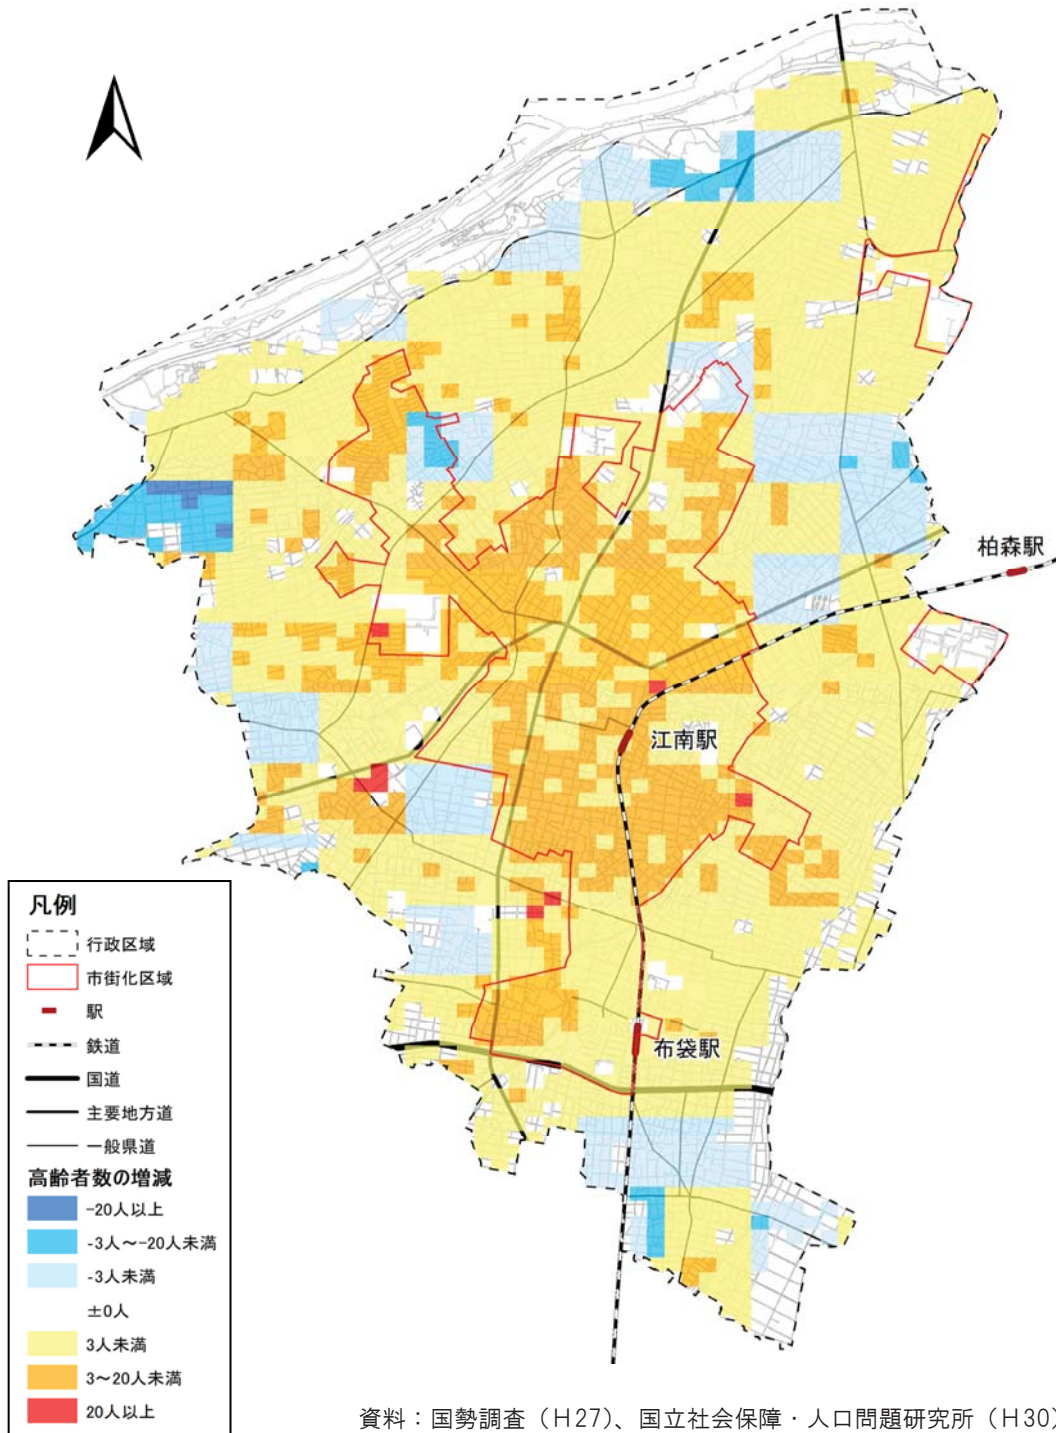 柏森駅
江南駅
布袋駅
凡例
行政区域
市街化区域
駅
鉄道
国道
主要地方道
一般県道
高齢者数の増減
-20人以上
-3人～-20人未満
-3人未満
±0人
3人未満
3～20人未満
20人以上
資料：国勢調査（H27）、国立社会保障・人口問題研究所（H30）